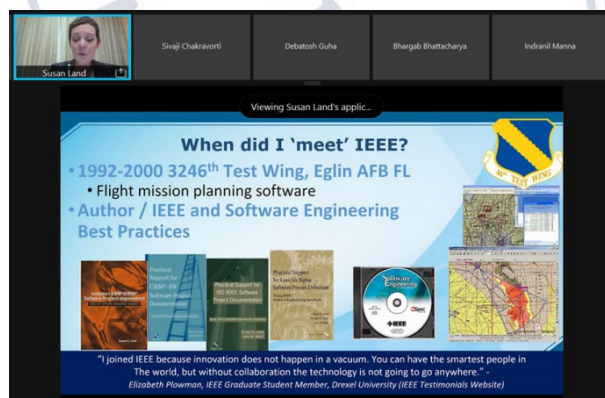 Susan Land
Sivaji Chakravorti
Debatosh Guha
Bhargab Bhattacharya
Indranil Manna
Viewing Susan Land's applic...
When did I 'meet' IEEE?
• 1992-2000 3246th Test Wing, Eglin AFB FL
• Flight mission planning software
• Author / IEEE and Software Engineering
Best Practices
46th TEST WING
Practical
Support for
CMMI-SW
Software Project
Documentation
Practical Support for
ISO 9001 Software
Project Documentation
Practical Support
for Lean Six Sigma
Software Process Definition
Software
Engineering
IEEE
"I joined IEEE because innovation does not happen in a vacuum. You can have the smartest people in
The world, but without collaboration the technology is not going to go anywhere." -
Elizabeth Plowman, IEEE Graduate Student Member, Drexel University (IEEE Testimonials Website)